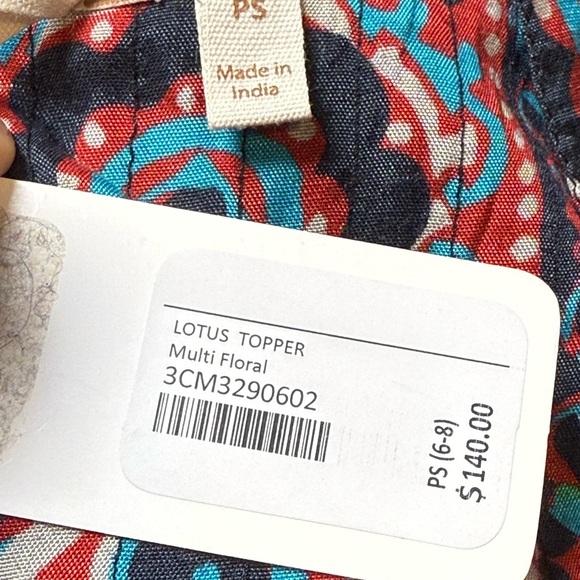 PS
Made in
India
LOTUS TOPPER
Multi Floral
3CM3290602
PS (6-8)
$ 140.00